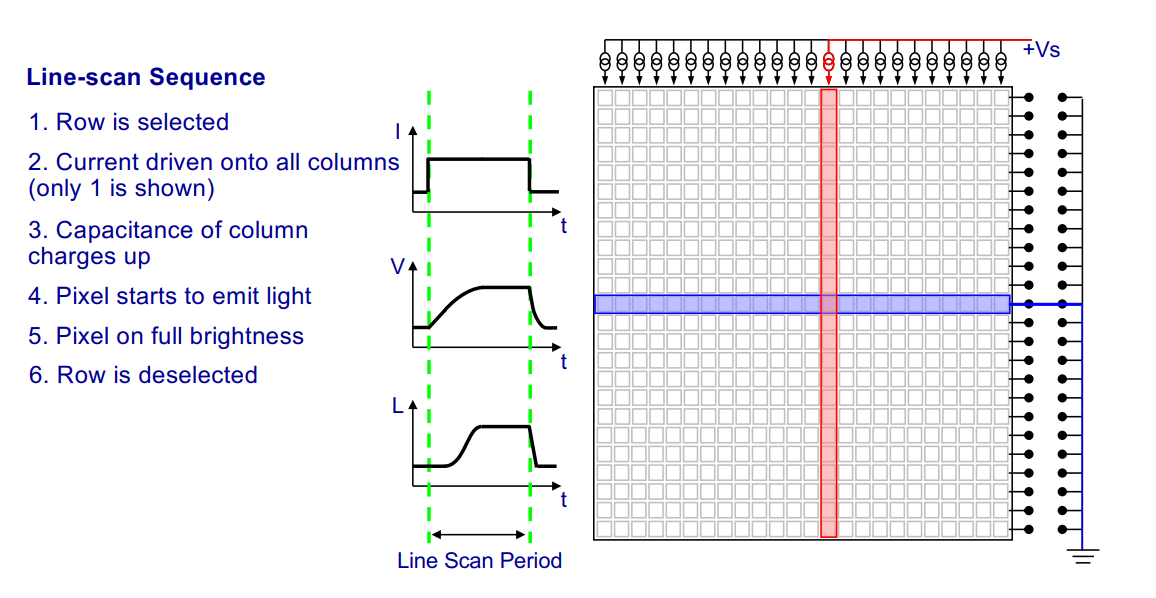 Line-scan Sequence
1. Row is selected
2. Current driven onto all columns
(only 1 is shown)
3. Capacitance of column
charges up
4. Pixel starts to emit light
5. Pixel on full brightness
6. Row is deselected
I
t
V
t
L
t
Line Scan Period
+Vs